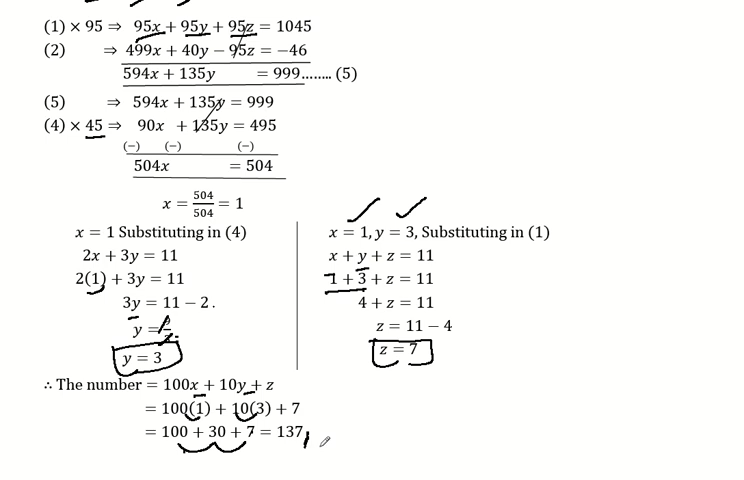 (1) × 95 ⇒ 95x + 95y + 95z = 1045
(2) ⇒ 499x + 40y − 95z = −46
594x + 135y = 999........ (5)
(5) ⇒ 594x + 135y = 999
(4) × 45 ⇒ 90x + 135y = 495
(−) (−) (−)
504x = 504
x = 504/504 = 1
x = 1 Substituting in (4)
2x + 3y = 11
2(1) + 3y = 11
3y = 11 − 2.
y =
y = 3
x = 1, y = 3, Substituting in (1)
x + y + z = 11
1 + 3 + z = 11
4 + z = 11
z = 11 − 4
z = 7
∴ The number = 100x + 10y + z
= 100(1) + 10(3) + 7
= 100 + 30 + 7 = 137